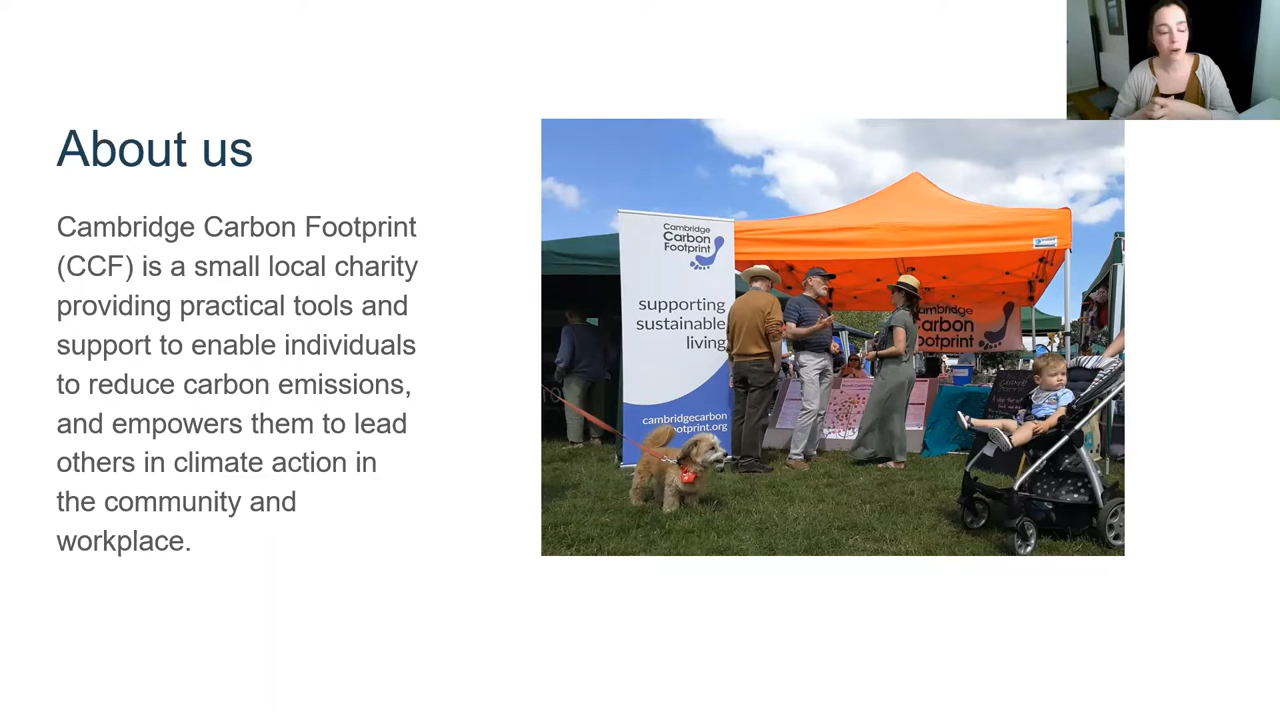 About us
Cambridge Carbon Footprint
(CCF) is a small local charity
providing practical tools and
support to enable individuals
to reduce carbon emissions,
and empowers them to lead
others in climate action in
the community and
workplace.
Cambridge
Carbon
Footprint
supporting
sustainable
living
cambridgecarbon
footprint.org
Cambridge
Carbon
Footprint